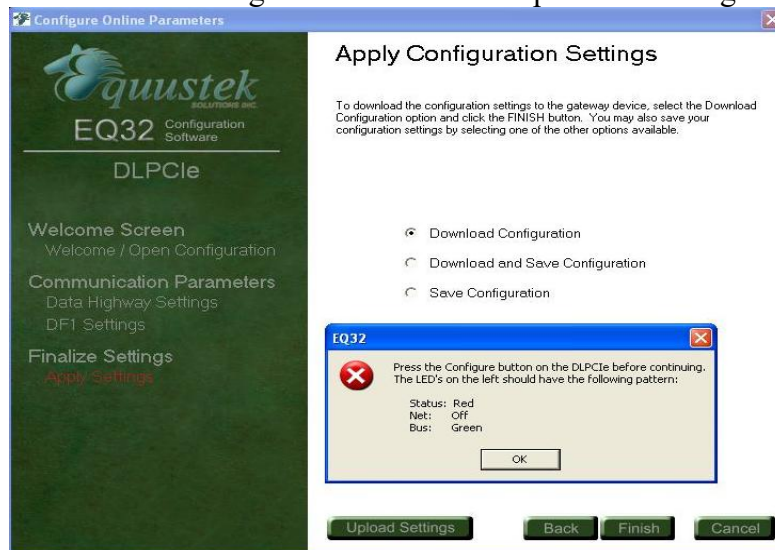 Configure Online Parameters
Equustek
SOLUTIONS INC.
EQ32 Configuration Software
DLPCIe
Welcome Screen
Welcome / Open Configuration
Communication Parameters
Data Highway Settings
DF1 Settings
Finalize Settings
Apply Settings
Apply Configuration Settings
To download the configuration settings to the gateway device, select the Download
Configuration option and click the FINISH button. You may also save your
configuration settings by selecting one of the other options available.
Download Configuration
Download and Save Configuration
Save Configuration
EQ32
Press the Configure button on the DLPCIe before continuing.
The LED's on the left should have the following pattern:
Status: Red
Net: Off
Bus: Green
OK
Upload Settings
Back
Finish
Cancel